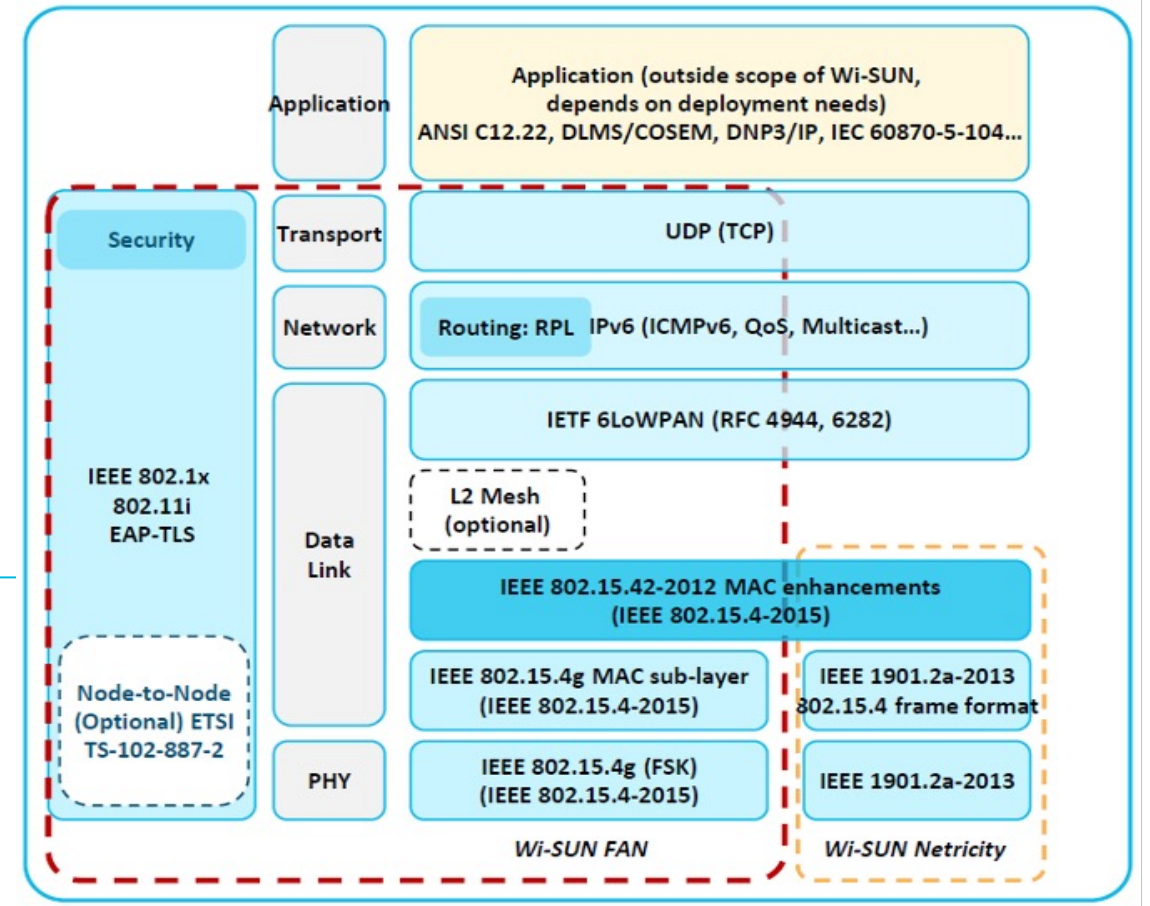 Application
Application (outside scope of Wi-SUN,
depends on deployment needs)
ANSI C12.22, DLMS/COSEM, DNP3/IP, IEC 60870-5-104...
Security
Transport
UDP (TCP)
Network
Routing: RPL
IPv6 (ICMPv6, QoS, Multicast...)
IETF 6LoWPAN (RFC 4944, 6282)
IEEE 802.1x
802.11i
EAP-TLS
Data
Link
L2 Mesh
(optional)
IEEE 802.15.42-2012 MAC enhancements
(IEEE 802.15.4-2015)
IEEE 802.15.4g MAC sub-layer
(IEEE 802.15.4-2015)
IEEE 1901.2a-2013
802.15.4 frame format
Node-to-Node
(Optional) ETSI
TS-102-887-2
PHY
IEEE 802.15.4g (FSK)
(IEEE 802.15.4-2015)
IEEE 1901.2a-2013
Wi-SUN FAN
Wi-SUN Netricity